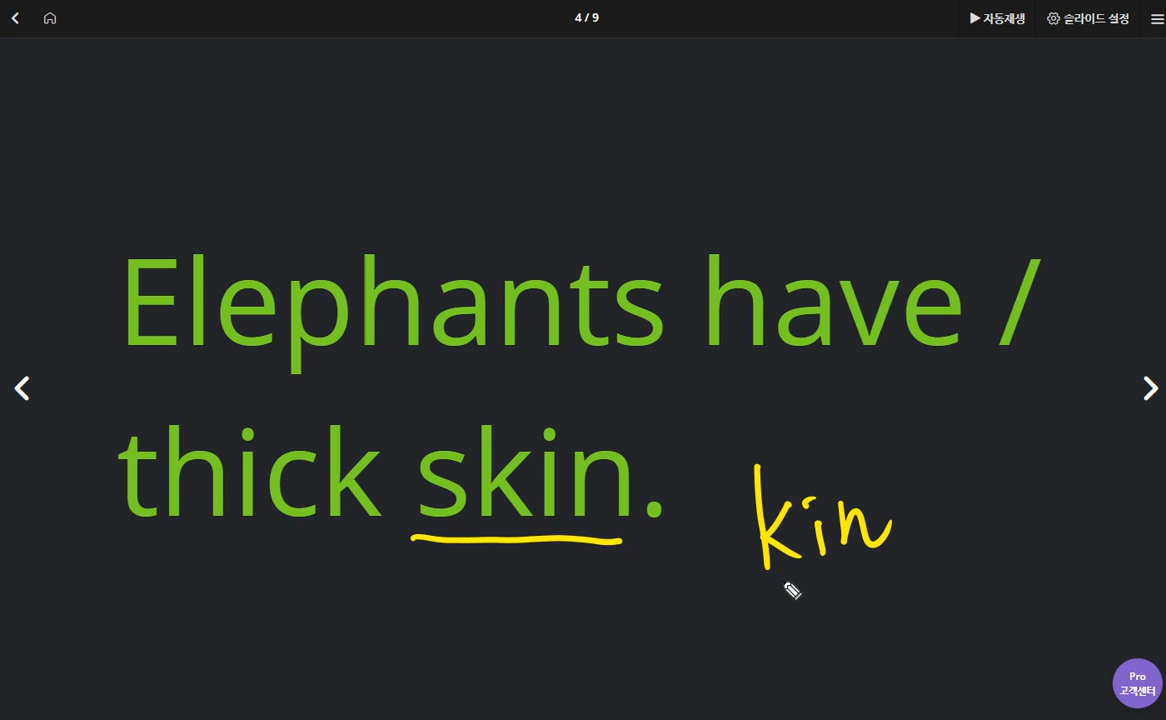 4 / 9
▶ 자동재생
슬라이드 설정
Elephants have /
thick skin.
kin
Pro
고객센터